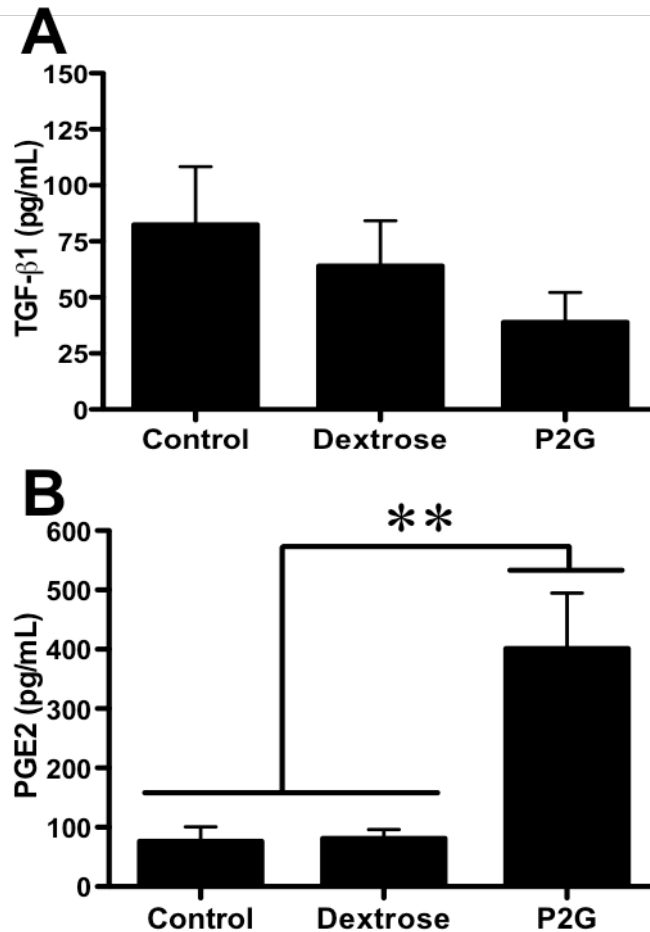 A
150
125
100
75
50
25
0
TGF-β1 (pg/mL)
Control Dextrose P2G
B
**
600
500
400
300
200
100
0
PGE2 (pg/mL)
Control Dextrose P2G